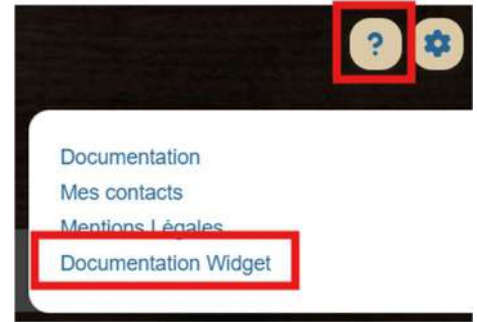 ?
Documentation
Mes contacts
Mentions Légales
Documentation Widget